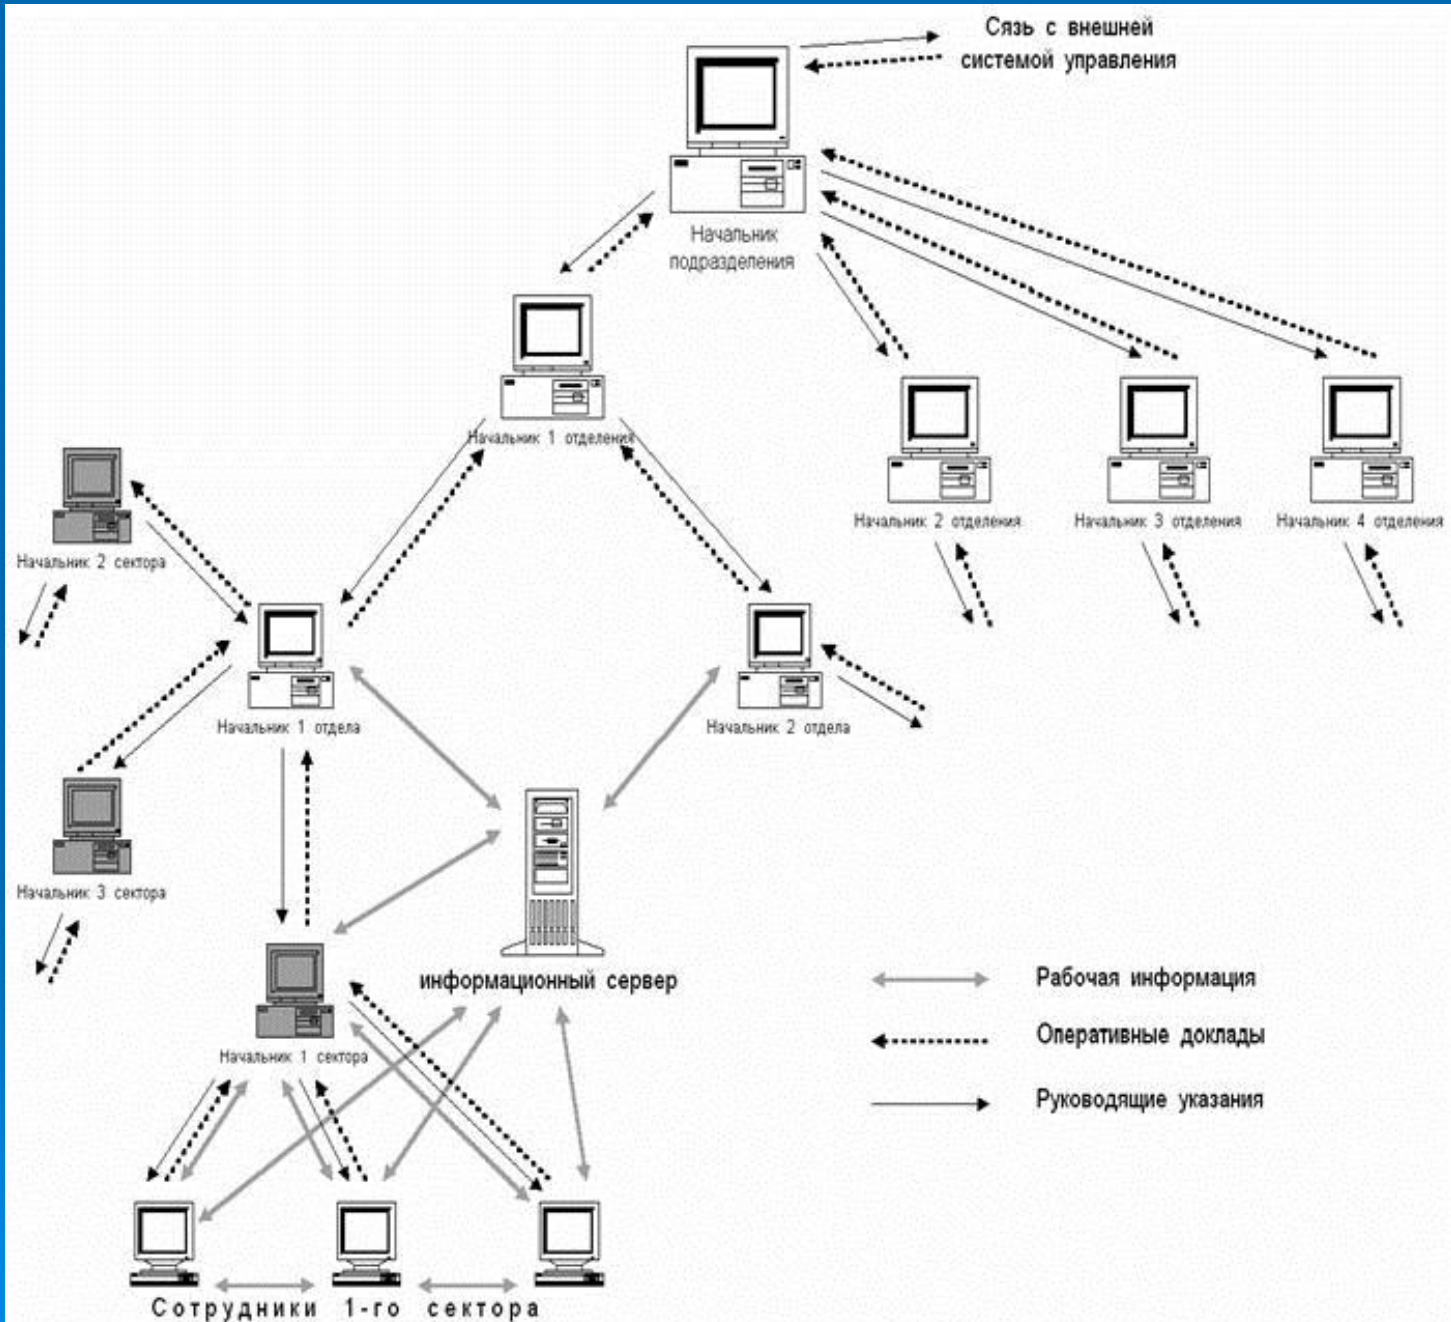 Сязь с внешней
системой управления
Начальник
подразделения
Начальник 1 отделения
Начальник 2 отделения
Начальник 3 отделения
Начальник 4 отделения
Начальник 2 сектора
Начальник 1 отдела
Начальник 2 отдела
Начальник 3 сектора
информационный сервер
Начальник 1 сектора
Рабочая информация
Оперативные доклады
Руководящие указания
Сотрудники 1-го сектора